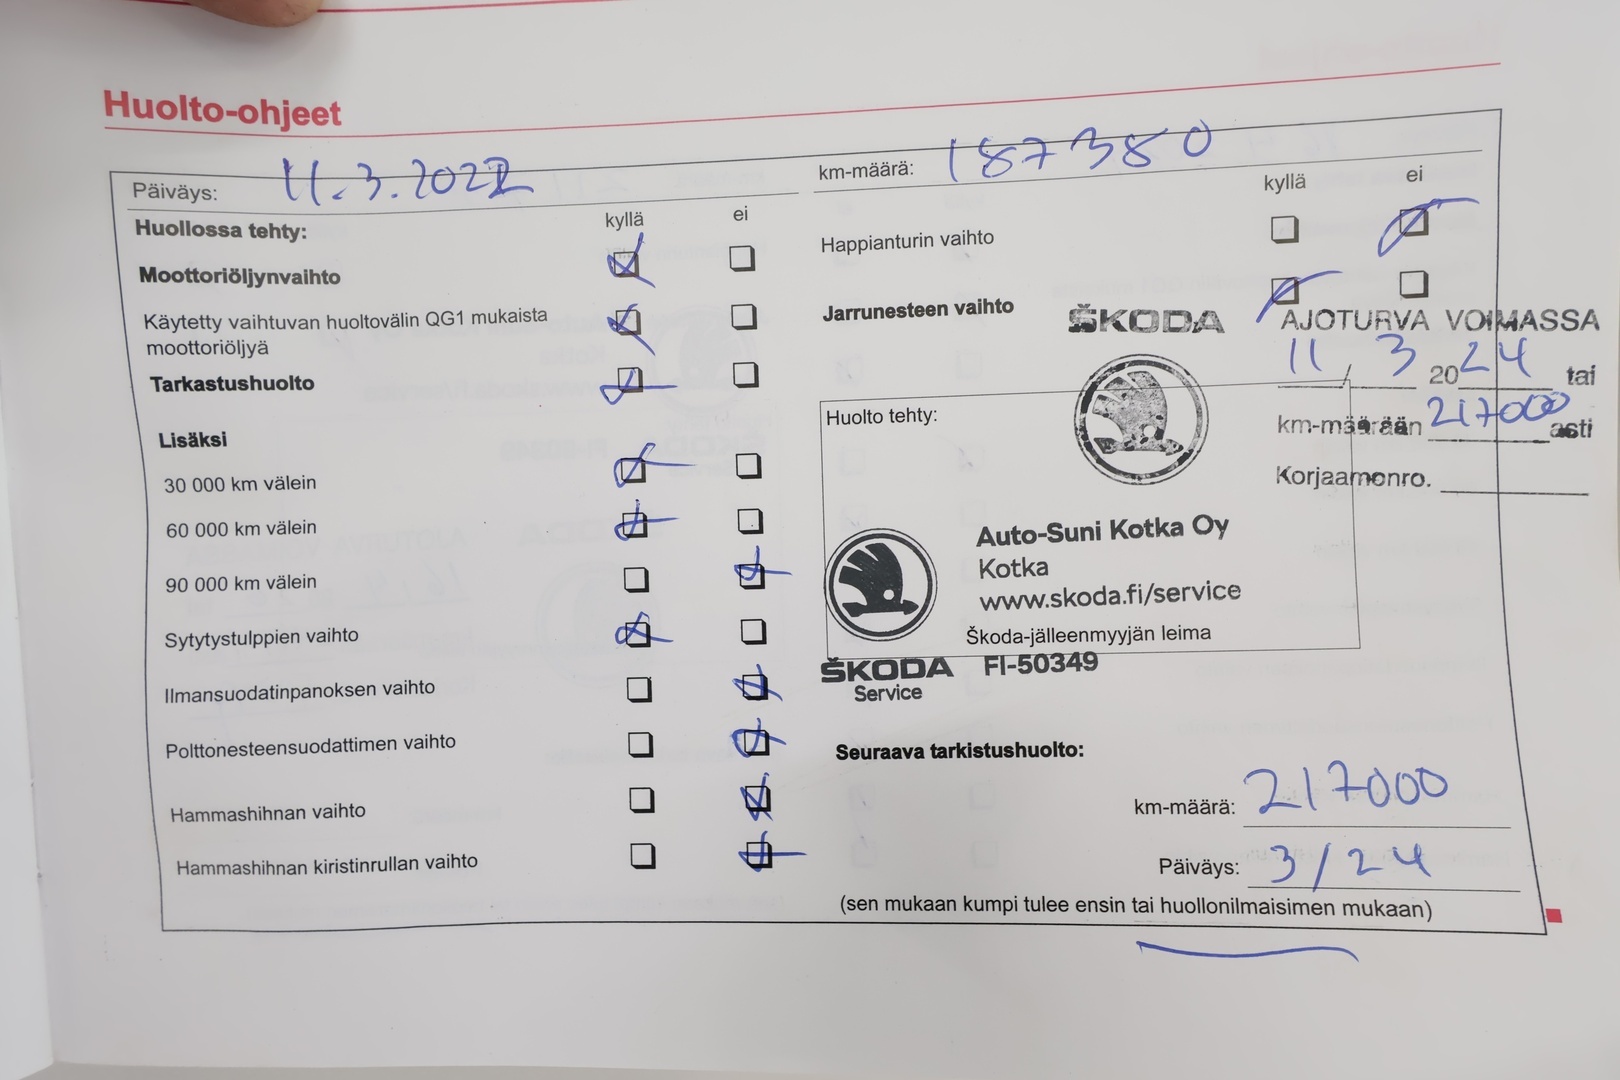 Huolto-ohjeet
Päiväys: 11.3.2022
km-määrä: 187380
Huollossa tehty: kyllä ei
Moottoriöljynvaihto
Käytetty vaihtuvan huoltovälin QG1 mukaista
moottoriöljyä
Tarkastushuolto
Lisäksi
30 000 km välein
60 000 km välein
90 000 km välein
Sytytystulppien vaihto
Ilmansuodatinpanoksen vaihto
Polttonesteensuodattimen vaihto
Hammashihnan vaihto
Hammashihnan kiristinrullan vaihto
kyllä ei
Happianturin vaihto
Jarrunesteen vaihto
ŠKODA
AJOTURVA VOIMASSA
11/3 2024 tai
km-määrään 217000 asti
Korjaamonro.
Huolto tehty:
Auto-Suni Kotka Oy
Kotka
www.skoda.fi/service
Škoda-jälleenmyyjän leima
ŠKODA FI-50349
Service
Seuraava tarkistushuolto:
km-määrä: 217000
Päiväys: 3/24
(sen mukaan kumpi tulee ensin tai huollonilmaisimen mukaan)